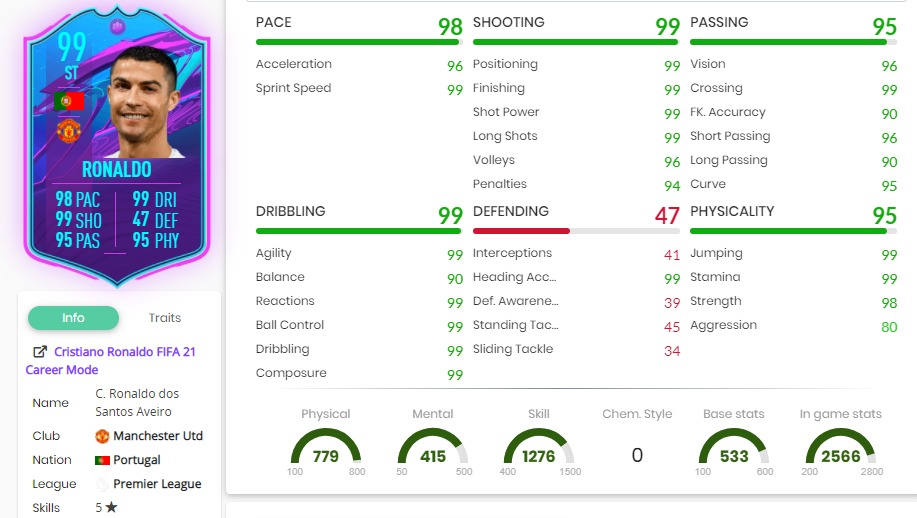 99
ST
RONALDO
98 PAC 99 DRI
99 SHO 47 DEF
95 PAS 95 PHY
Info Traits
Cristiano Ronaldo FIFA 21
Career Mode
Name C. Ronaldo dos
Santos Aveiro
Club Manchester Utd
Nation Portugal
League Premier League
Skills 5★
PACE 98
Acceleration 96
Sprint Speed 99
SHOOTING 99
Positioning 99
Finishing 99
Shot Power 99
Long Shots 99
Volleys 96
Penalties 94
PASSING 95
Vision 96
Crossing 99
FK. Accuracy 90
Short Passing 96
Long Passing 90
Curve 95
DRIBBLING 99
Agility 99
Balance 90
Reactions 99
Ball Control 99
Dribbling 99
Composure 99
DEFENDING 47
Interceptions 41
Heading Acc... 99
Def. Awarene... 39
Standing Tac... 45
Sliding Tackle 34
PHYSICALITY 95
Jumping 99
Stamina 99
Strength 98
Aggression 80
Physical Mental Skill Chem. Style Base stats In game stats
779 415 1276 0 533 2566
100 800 50 500 400 1500 100 600 200 2800